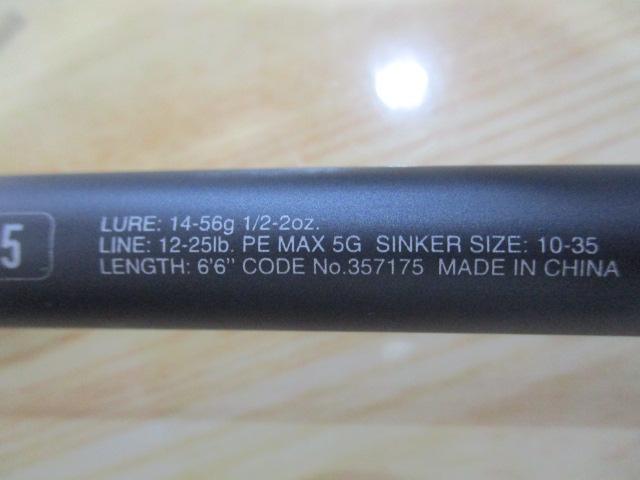 5
LURE: 14-56g 1/2-2oz.
LINE: 12-25lb. PE MAX 5G SINKER SIZE: 10-35
LENGTH: 6'6" CODE No.357175 MADE IN CHINA